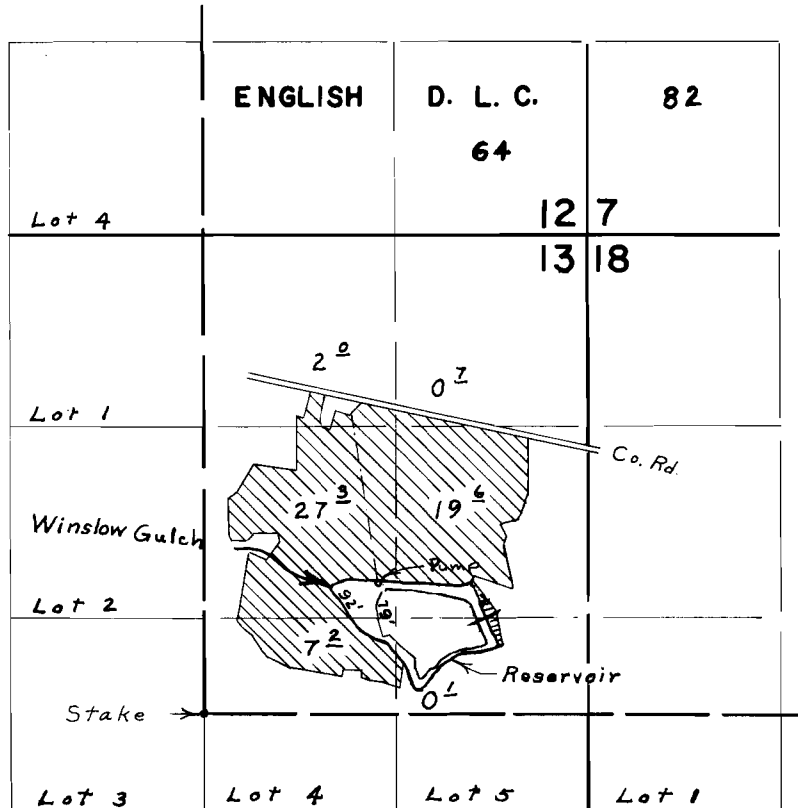 ENGLISH D. L. C. 82
64
Lot 4 12 7
13 18
2 0
0 7
Lot 1
Co. Rd.
27 3 19 6
Winslow Gulch
Pump
Lot 2 92' 79'
7 2
Reservoir
0 1
Stake
Lot 3 Lot 4 Lot 5 Lot 1